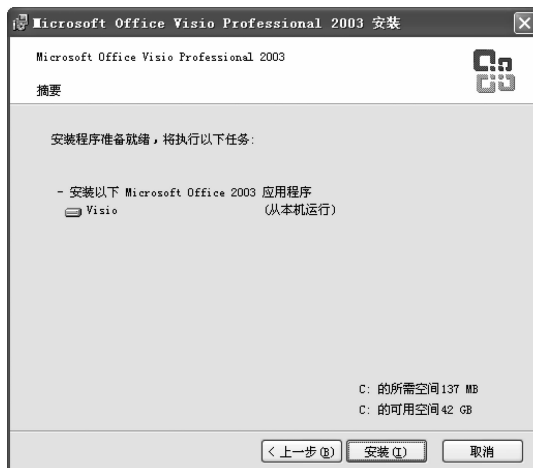 Microsoft Office Visio Professional 2003 安装
Microsoft Office Visio Professional 2003
摘要
安装程序准备就绪，将执行以下任务:
- 安装以下 Microsoft Office 2003 应用程序
Visio (从本机运行)
C: 的所需空间137 MB
C: 的可用空间42 GB
< 上一步(B) 安装(I) 取消